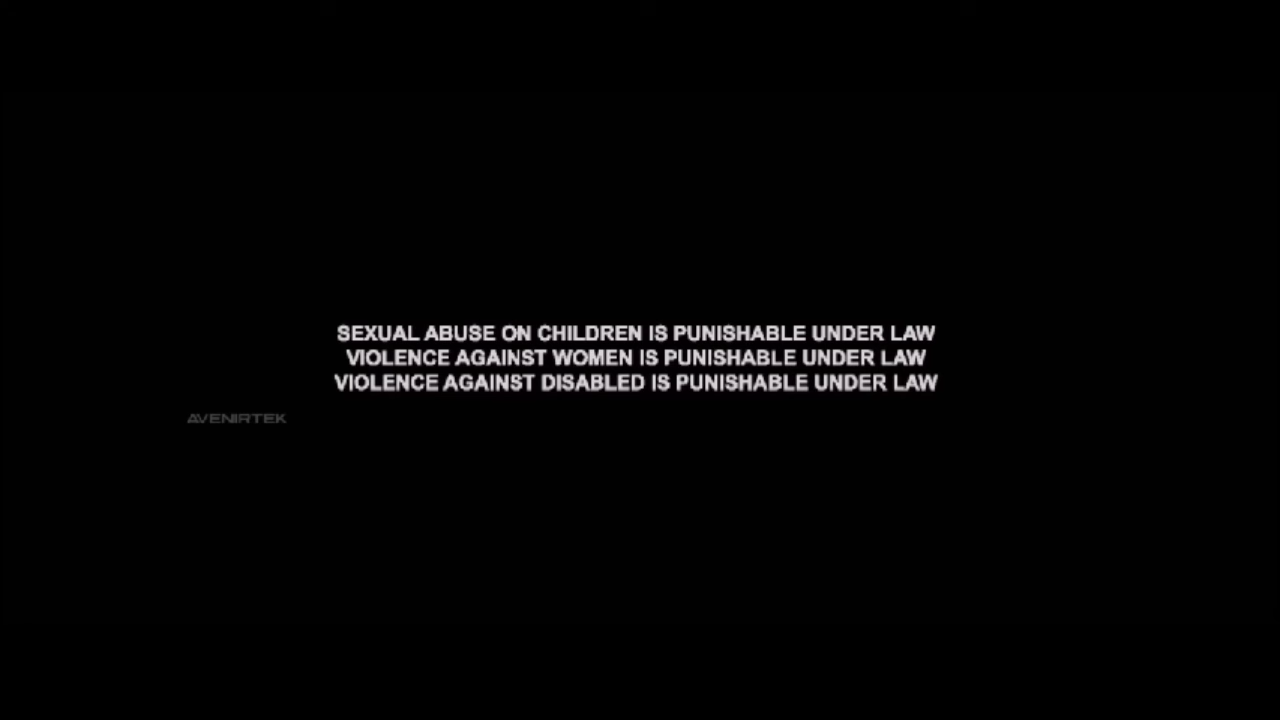 SEXUAL ABUSE ON CHILDREN IS PUNISHABLE UNDER LAW
VIOLENCE AGAINST WOMEN IS PUNISHABLE UNDER LAW
VIOLENCE AGAINST DISABLED IS PUNISHABLE UNDER LAW
AVENIRTEK